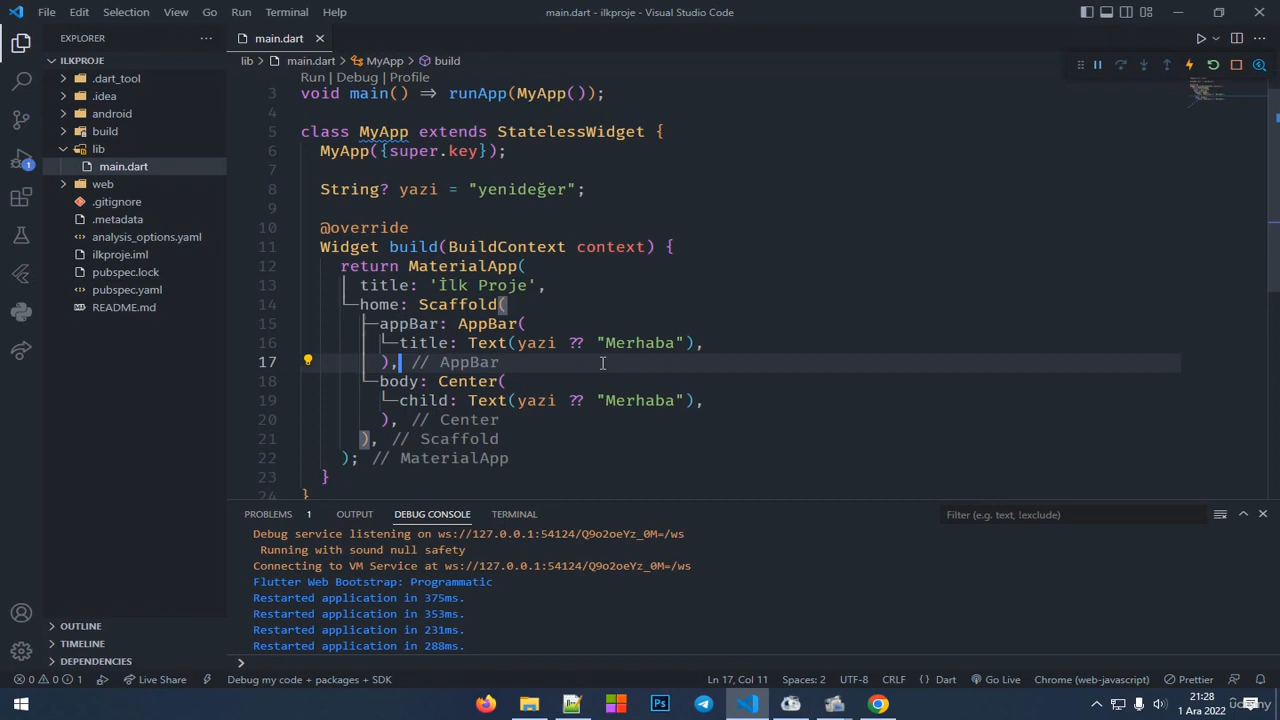 File Edit Selection View Go Run Terminal Help main.dart - ilkproje - Visual Studio Code
EXPLORER
main.dart
ILKPROJE
.dart_tool
.idea
android
build
lib
main.dart
web
.gitignore
.metadata
analysis_options.yaml
ilkproje.iml
pubspec.lock
pubspec.yaml
README.md
OUTLINE
TIMELINE
DEPENDENCIES
lib > main.dart > MyApp > build
Run | Debug | Profile
3 void main() => runApp(MyApp());
4
5 class MyApp extends StatelessWidget {
6 MyApp({super.key});
7
8 String? yazi = "yenideğer";
9
10 @override
11 Widget build(BuildContext context) {
12 return MaterialApp(
13 title: 'İlk Proje',
14 home: Scaffold(
15 appBar: AppBar(
16 title: Text(yazi ?? "Merhaba"),
17 ), // AppBar
18 body: Center(
19 child: Text(yazi ?? "Merhaba"),
20 ), // Center
21 ), // Scaffold
22 ); // MaterialApp
23 }
24 }
PROBLEMS 1 OUTPUT DEBUG CONSOLE TERMINAL Filter (e.g. text, !exclude)
Debug service listening on ws://127.0.0.1:54124/Q9o2oeYz_0M=/ws
Running with sound null safety
Connecting to VM Service at ws://127.0.0.1:54124/Q9o2oeYz_0M=/ws
Flutter Web Bootstrap: Programmatic
Restarted application in 375ms.
Restarted application in 353ms.
Restarted application in 231ms.
Restarted application in 288ms.
>
0 0 1 Live Share Debug my code + packages + SDK Ln 17, Col 11 Spaces: 2 UTF-8 CRLF Dart Go Live Chrome (web-javascript) Prettier
21:28
1 Ara 2022
Udemy